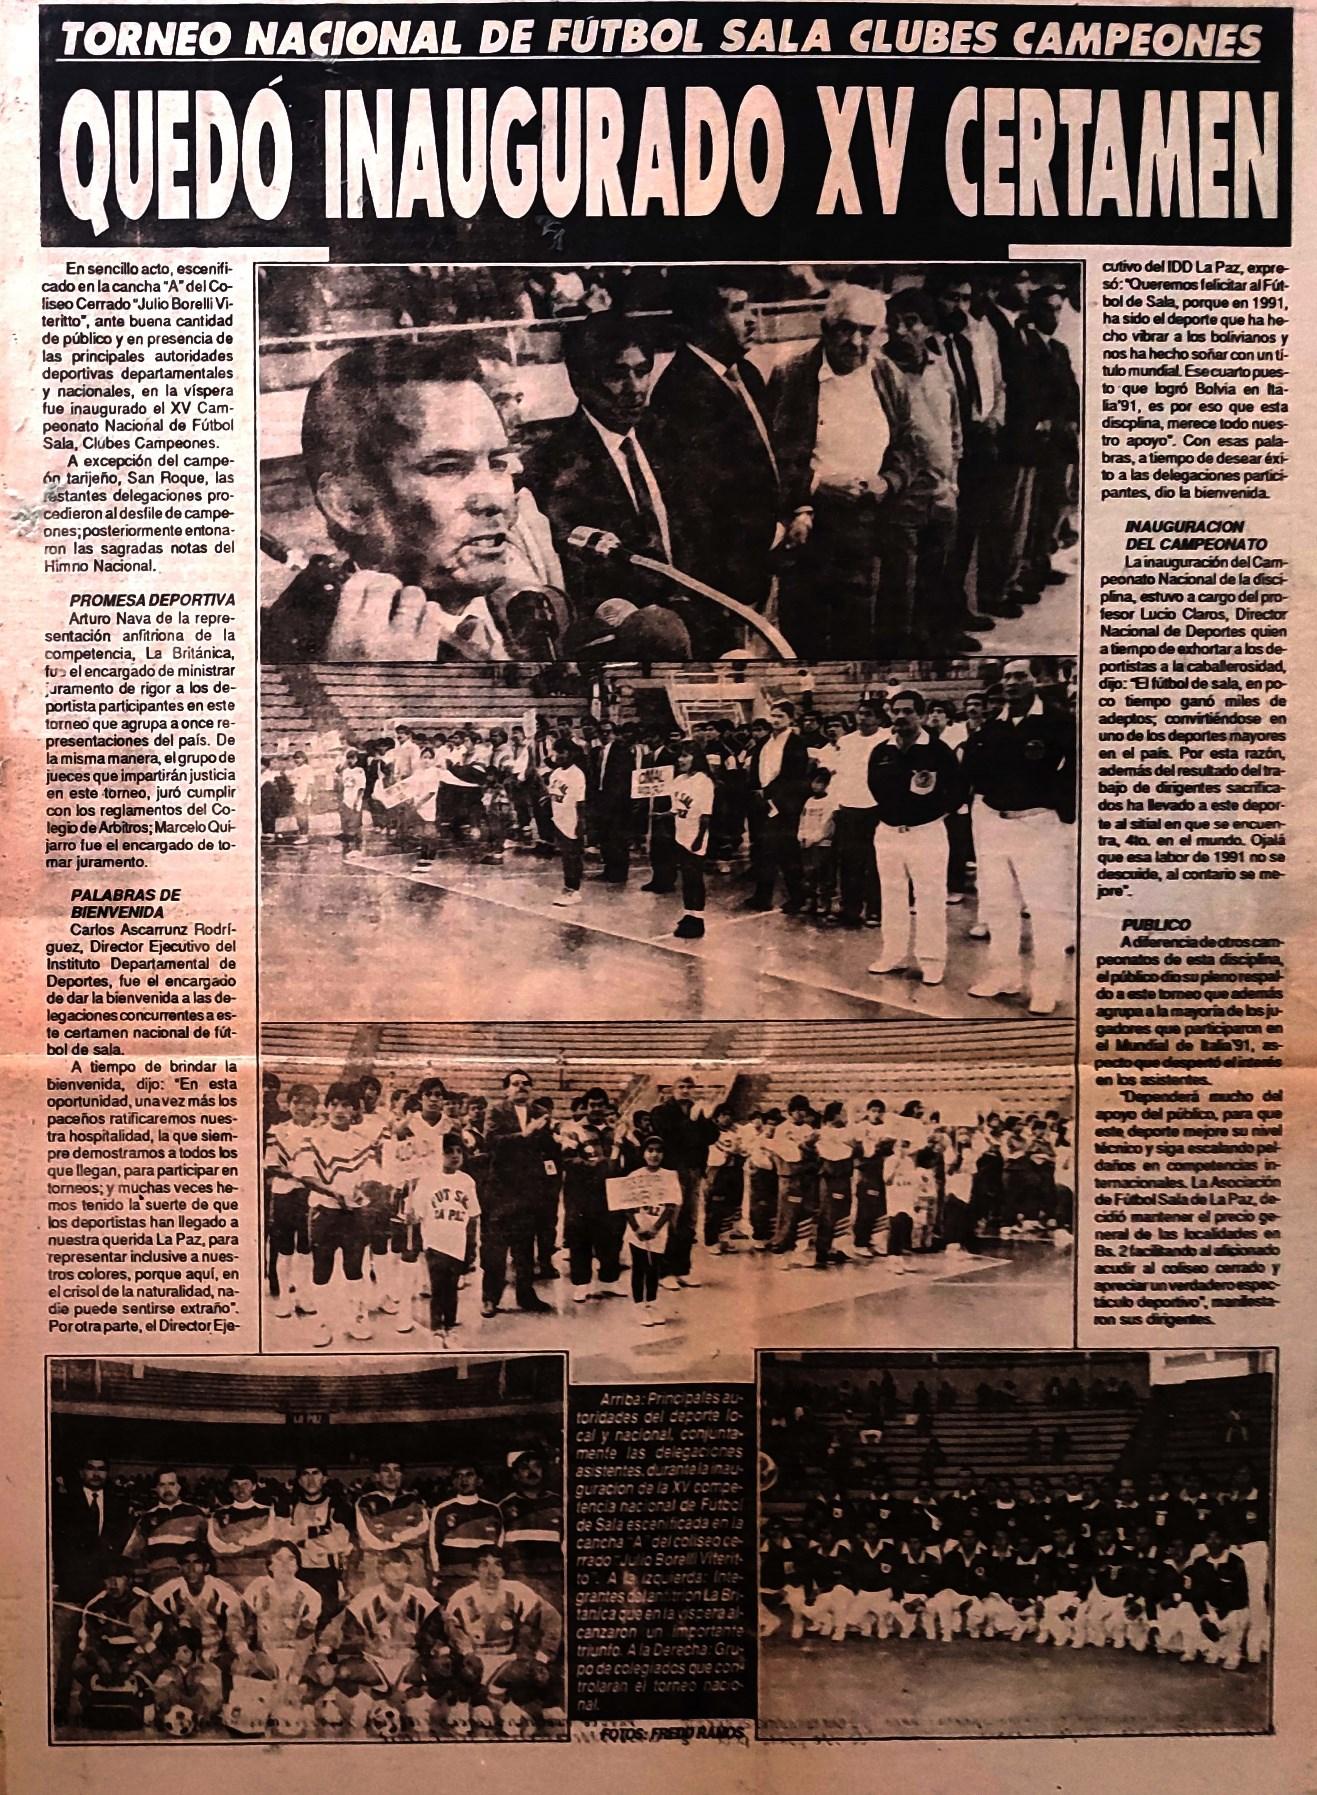 TORNEO NACIONAL DE FÚTBOL SALA CLUBES CAMPEONES
QUEDÓ INAUGURADO XV CERTAMEN
En sencillo acto, escenifi-
cado en la cancha "A" del Co-
liseo Cerrado "Julio Borelli Vi-
teritto", ante buena cantidad
de público y en presencia de
las principales autoridades
deportivas departamentales
y nacionales, en la víspera
fue inaugurado el XV Cam-
peonato Nacional de Fútbol
Sala, Clubes Campeones.
A excepción del campe-
ón tarijeño, San Roque, las
restantes delegaciones pro-
cedieron al desfile de campe-
ones; posteriormente entona-
ron las sagradas notas del
Himno Nacional.
PROMESA DEPORTIVA
Arturo Nava de la repre-
sentación anfitriona de la
competencia, La Británica,
fue el encargado de ministrar
juramento de rigor a los de-
portista participantes en este
torneo que agrupa a once re-
presentaciones del país. De
la misma manera, el grupo de
jueces que impartirán justicia
en este torneo, juró cumplir
con los reglamentos del Co-
legio de Arbitros; Marcelo Qui-
jarro fue el encargado de to-
mar juramento.
PALABRAS DE
BIENVENIDA
Carlos Ascarrunz Rodrí-
guez, Director Ejecutivo del
Instituto Departamental de
Deportes, fue el encargado
de dar la bienvenida a las de-
legaciones concurrentes a es-
te certamen nacional de fút-
bol de sala.
A tiempo de brindar la
bienvenida, dijo: "En esta
oportunidad, una vez más los
paceños ratificaremos nues-
tra hospitalidad, la que siem-
pre demostramos a todos los
que llegan, para participar en
torneos; y muchas veces he-
mos tenido la suerte de que
los deportistas han llegado a
nuestra querida La Paz, para
representar inclusive a nues-
tros colores, porque aquí, en
el crisol de la naturalidad, na-
die puede sentirse extraño".
Por otra parte, el Director Eje-
cutivo del IDD La Paz, expre-
só: "Queremos felicitar al Fút-
bol de Sala, porque en 1991,
ha sido el deporte que ha he-
cho vibrar a los bolivianos y
nos ha hecho soñar con un tí-
tulo mundial. Ese cuarto pues-
to que logró Bolvia en Ita-
lia'91, es por eso que esta
discplina, merece todo nues-
tro apoyo". Con esas pala-
bras, a tiempo de desear éxi-
to a las delegaciones partici-
pantes, dio la bienvenida.
INAUGURACION
DEL CAMPEONATO
La inauguración del Cam-
peonato Nacional de la disci-
plina, estuvo a cargo del pro-
fesor Lucio Claros, Director
Nacional de Deportes quien
a tiempo de exhortar a los de-
portistas a la caballerosidad,
dijo: "El fútbol de sala, en po-
co tiempo ganó miles de
adeptos; convirtiéndose en
uno de los deportes mayores
en el país. Por esta razón,
además del resultado del tra-
bajo de dirigentes sacrifica-
dos ha llevado a este depor-
te al sitial en que se encuen-
tra, 4to. en el mundo. Ojalá
que esa labor de 1991 no se
descuide, al contario se me-
jore".
PUBLICO
A diferencia de otros cam-
peonatos de esta disciplina,
el público dio su pleno respal-
do a este torneo que además
agrupa a la mayoría de los ju-
gadores que participaron en
el Mundial de Italia'91, as-
pecto que despertó el interés
en los asistentes.
"Dependerá mucho del
apoyo del público, para que
este deporte mejore su nivel
técnico y siga escalando pel-
daños en competencias in-
ternacionales. La Asociación
de Fútbol Sala de La Paz, de-
cidió mantener el precio ge-
neral de las localidades en
Bs. 2 facilitando al aficionado
acudir al coliseo cerrado y
apreciar un verdadero espec-
táculo deportivo", manifesta-
ron sus dirigentes.
FUT SA
LA PAZ
LA PAZ
Arriba: Principales au-
toridades del deporte lo-
cal y nacional, conjunta-
mente las delegaciones
asistentes, durante la inau-
guración de la XV compe-
tencia nacional de Futbol
de Sala escenificada en la
cancha "A" del coliseo ce-
rrado "Julio Borelli Viterit-
to". A la izquierda: Inte-
grantes del anfitrión La Bri-
tánica que en la víspera al-
canzaron un importante
triunfo. A la Derecha: Gru-
po de colegiados que con-
trolarán el torneo nacio-
nal.
FOTOS: FREDO RAMOS